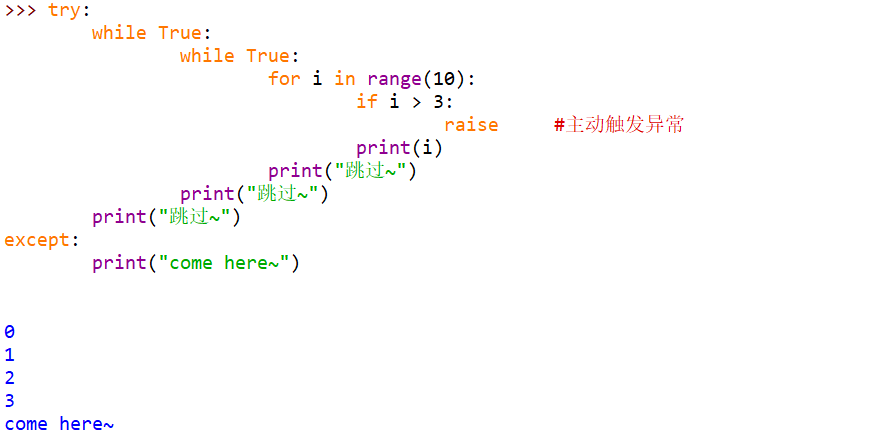 >>> try:
        while True:
                while True:
                        for i in range(10):
                                if i > 3:
                                        raise     #主动触发异常
                                print(i)
                        print("跳过~")
                print("跳过~")
        print("跳过~")
except:
        print("come here~")
0
1
2
3
come here~